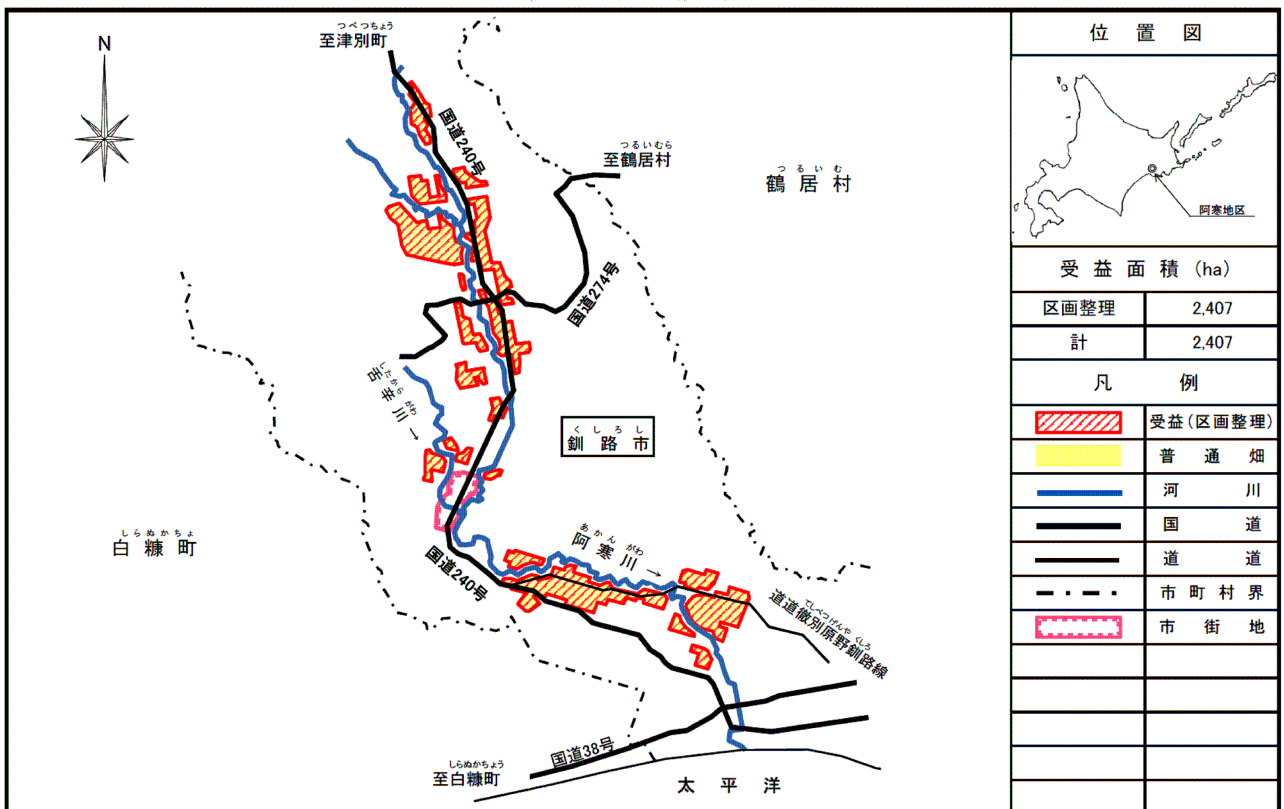 N
つべつちょう
至津別町
国道240号
つるいむら
至鶴居村
つるいむ
鶴居村
国道274号
したから がわ
舌辛川→
くしろし
釧路市
しらぬかちょ
白糠町
あかん がわ
阿寒川→
国道240号
てしべつげんや くしろ
道道徹別原野釧路線
国道38号
しらぬかちょう
至白糠町
太平洋
位置図
阿寒地区
受益面積(ha)
区画整理 2,407
計 2,407
凡例
受益(区画整理)
普通畑
河川
国道
道道
市町村界
市街地